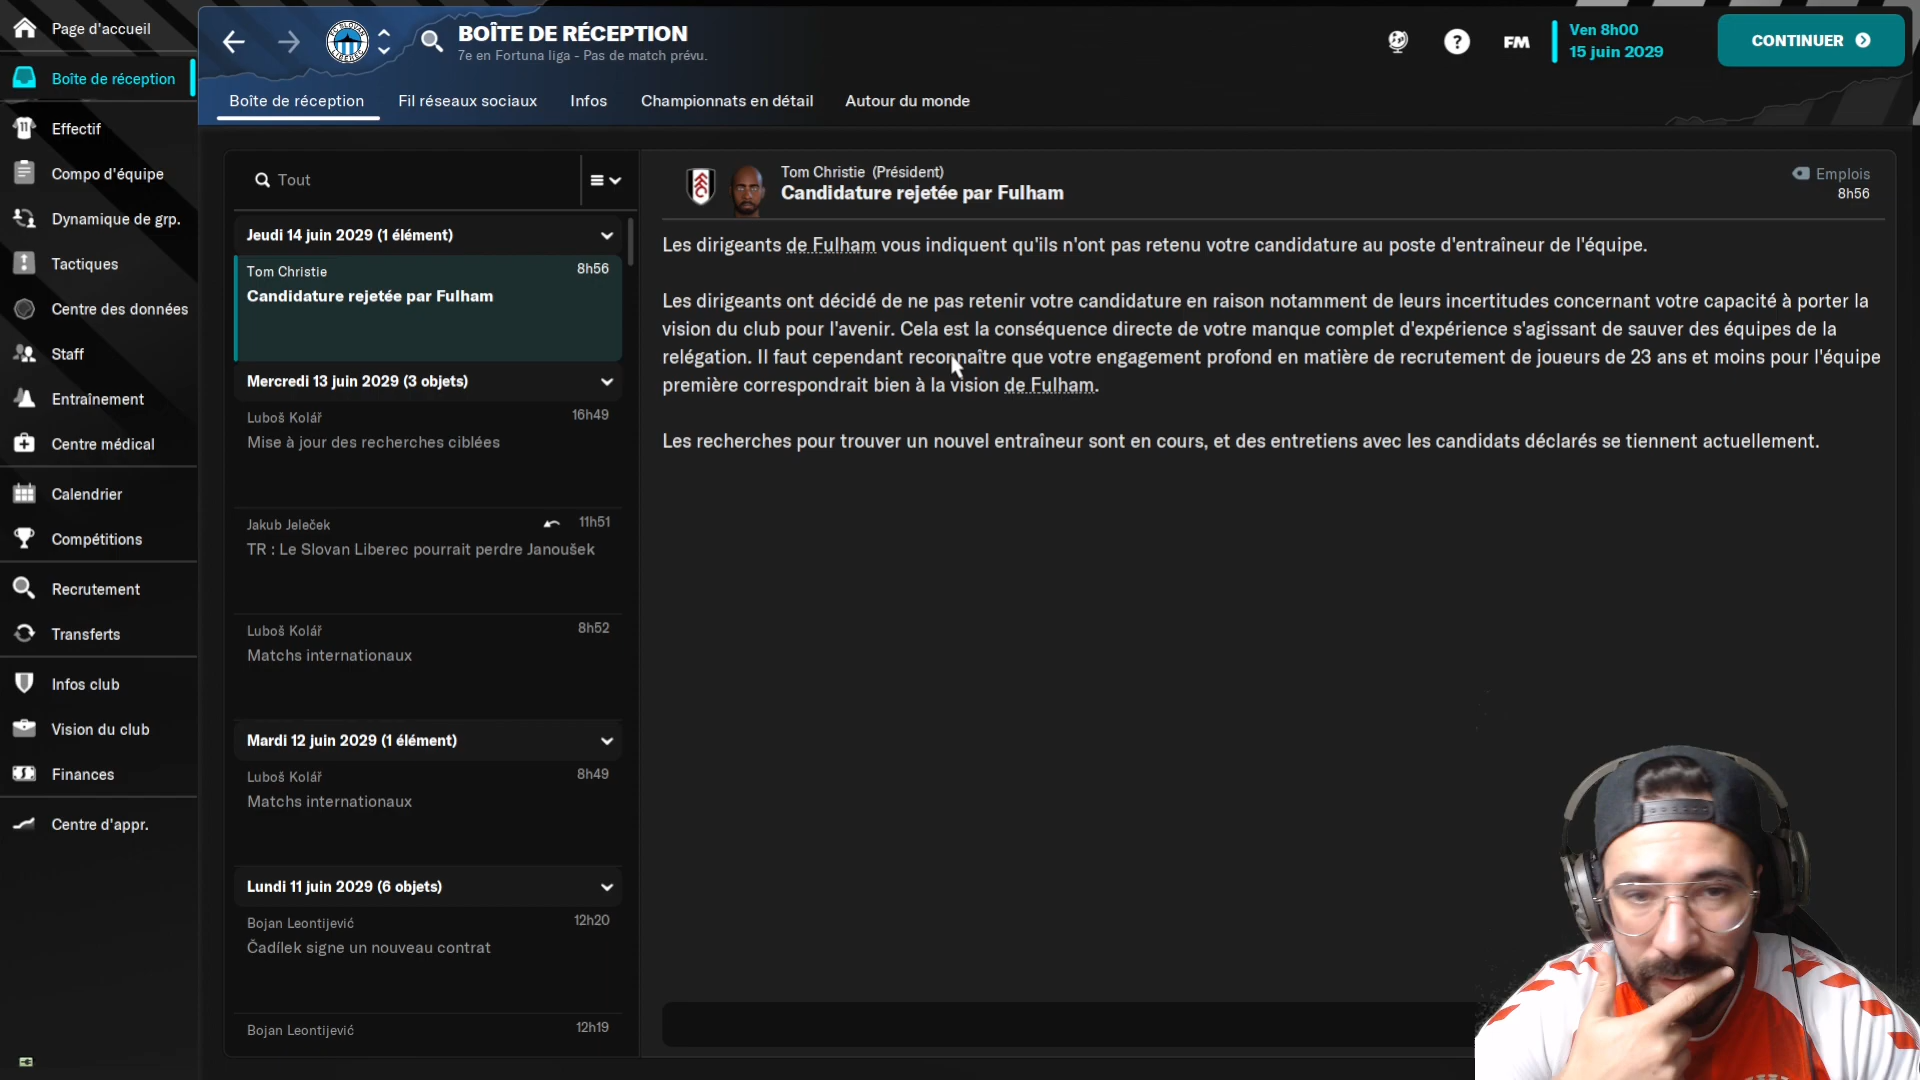 Page d'accueil
Boîte de réception
Effectif
Compo d'équipe
Dynamique de grp.
Tactiques
Centre des données
Staff
Entraînement
Centre médical
Calendrier
Compétitions
Recrutement
Transferts
Infos club
Vision du club
Finances
Centre d'appr.
BOÎTE DE RÉCEPTION
7e en Fortuna liga - Pas de match prévu.
FM
Ven 8h00
15 juin 2029
CONTINUER
Boîte de réception
Fil réseaux sociaux
Infos
Championnats en détail
Autour du monde
Tout
Jeudi 14 juin 2029 (1 élément)
Tom Christie 8h56
Candidature rejetée par Fulham
Mercredi 13 juin 2029 (3 objets)
Luboš Kolář 16h49
Mise à jour des recherches ciblées
Jakub Jeleček 11h51
TR : Le Slovan Liberec pourrait perdre Janoušek
Luboš Kolář 8h52
Matchs internationaux
Mardi 12 juin 2029 (1 élément)
Luboš Kolář 8h49
Matchs internationaux
Lundi 11 juin 2029 (6 objets)
Bojan Leontijević 12h20
Čadílek signe un nouveau contrat
Bojan Leontijević 12h19
Tom Christie (Président)
Candidature rejetée par Fulham
Emplois
8h56
Les dirigeants de Fulham vous indiquent qu'ils n'ont pas retenu votre candidature au poste d'entraîneur de l'équipe.
Les dirigeants ont décidé de ne pas retenir votre candidature en raison notamment de leurs incertitudes concernant votre capacité à porter la
vision du club pour l'avenir. Cela est la conséquence directe de votre manque complet d'expérience s'agissant de sauver des équipes de la
relégation. Il faut cependant reconnaître que votre engagement profond en matière de recrutement de joueurs de 23 ans et moins pour l'équipe
première correspondrait bien à la vision de Fulham.
Les recherches pour trouver un nouvel entraîneur sont en cours, et des entretiens avec les candidats déclarés se tiennent actuellement.